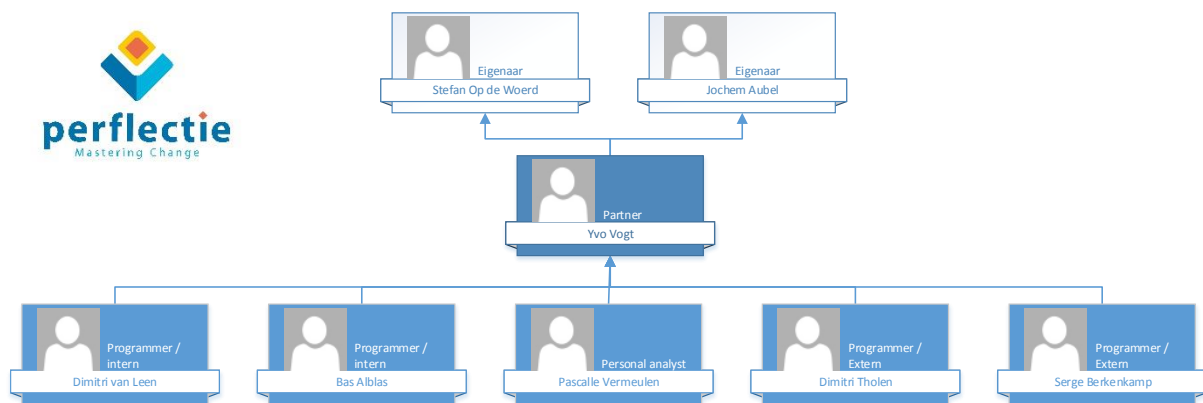 perflectie
Mastering Change
Eigenaar
Stefan Op de Woerd
Eigenaar
Jochem Aubel
Partner
Yvo Vogt
Programmer /
intern
Dimitri van Leen
Programmer /
intern
Bas Alblas
Personal analyst
Pascalle Vermeulen
Programmer /
Extern
Dimitri Tholen
Programmer /
Extern
Serge Berkenkamp